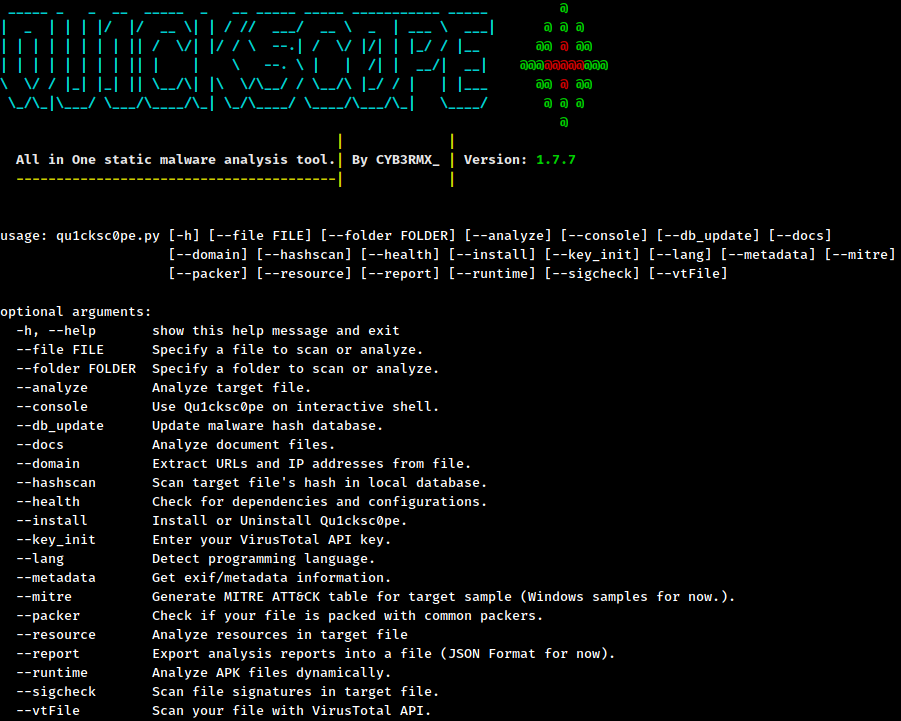 QU1CKSC0PE
All in One static malware analysis tool.| By CYB3RMX_ | Version: 1.7.7
usage: qu1cksc0pe.py [-h] [--file FILE] [--folder FOLDER] [--analyze] [--console] [--db_update] [--docs]
[--domain] [--hashscan] [--health] [--install] [--key_init] [--lang] [--metadata] [--mitre]
[--packer] [--resource] [--report] [--runtime] [--sigcheck] [--vtFile]
optional arguments:
-h, --help show this help message and exit
--file FILE Specify a file to scan or analyze.
--folder FOLDER Specify a folder to scan or analyze.
--analyze Analyze target file.
--console Use Qu1cksc0pe on interactive shell.
--db_update Update malware hash database.
--docs Analyze document files.
--domain Extract URLs and IP addresses from file.
--hashscan Scan target file's hash in local database.
--health Check for dependencies and configurations.
--install Install or Uninstall Qu1cksc0pe.
--key_init Enter your VirusTotal API key.
--lang Detect programming language.
--metadata Get exif/metadata information.
--mitre Generate MITRE ATT&CK table for target sample (Windows samples for now.).
--packer Check if your file is packed with common packers.
--resource Analyze resources in target file
--report Export analysis reports into a file (JSON Format for now).
--runtime Analyze APK files dynamically.
--sigcheck Scan file signatures in target file.
--vtFile Scan your file with VirusTotal API.